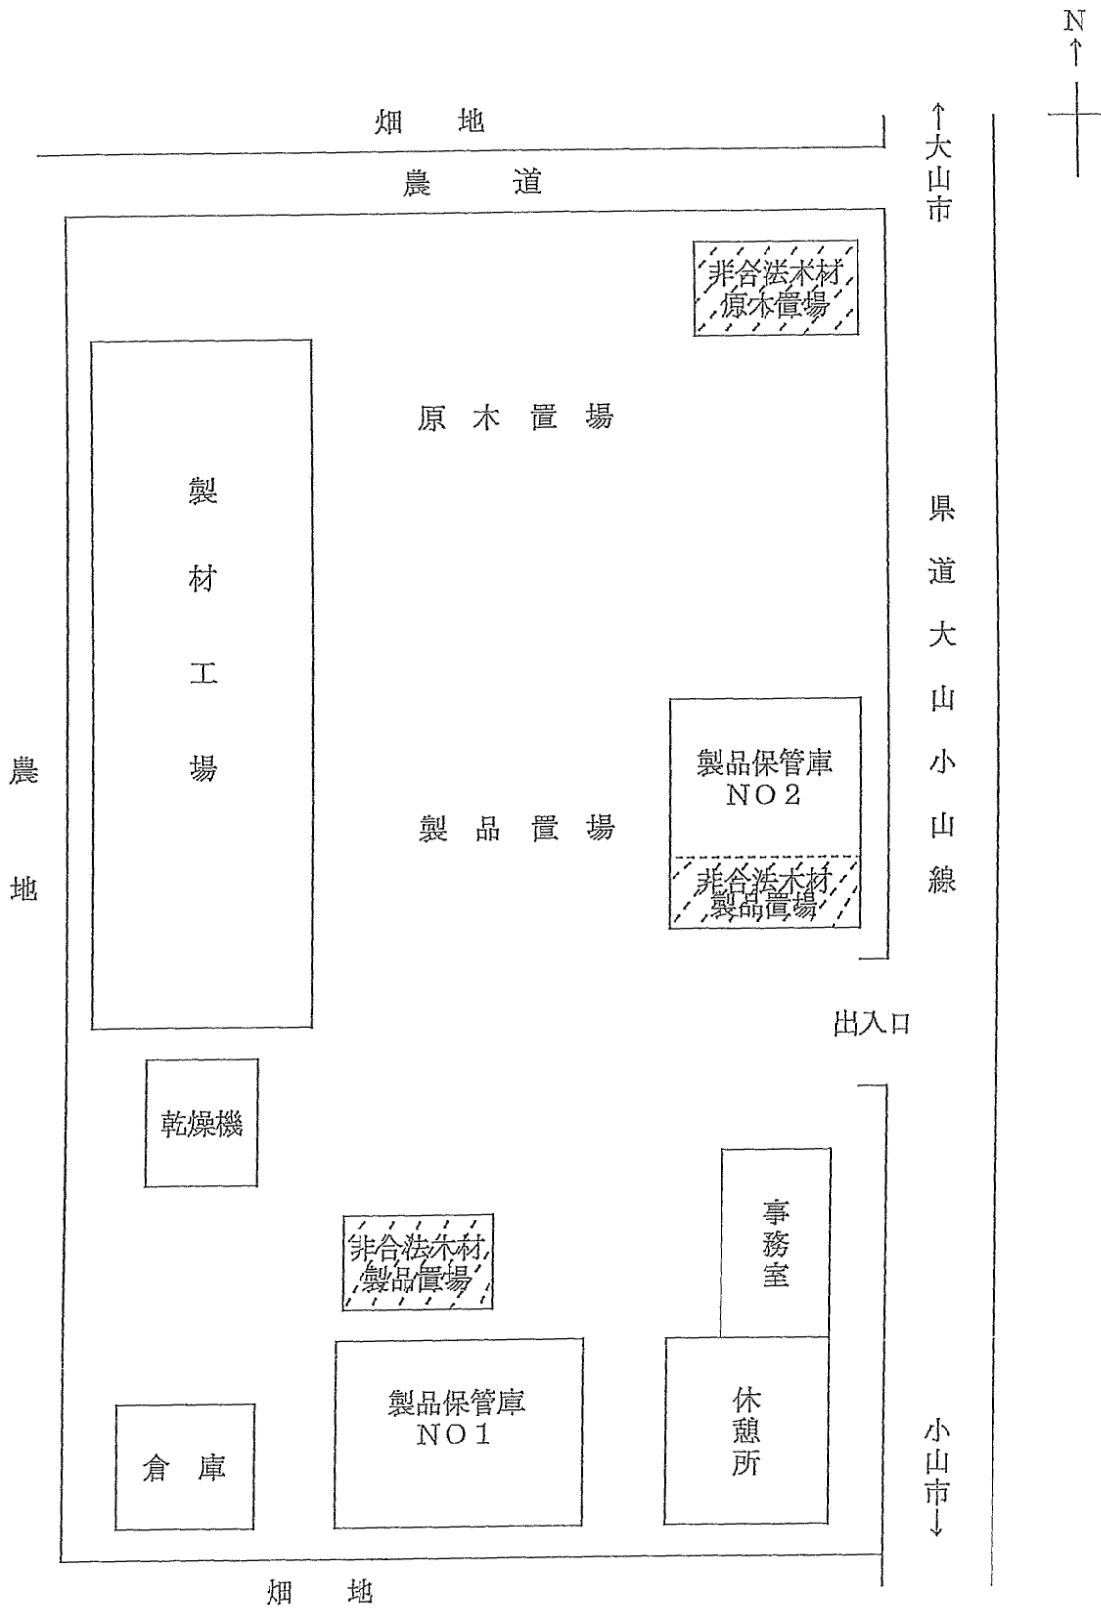 N
↑
畑　地
農　道
↑大山市
非合法木材
原木置場
原木置場
製材工場
県道大山小山線
農地
製品保管庫
NO2
製品置場
非合法木材
製品置場
出入口
乾燥機
事務室
非合法木材
製品置場
製品保管庫
NO1
休憩所
倉　庫
小山市↓
畑　地